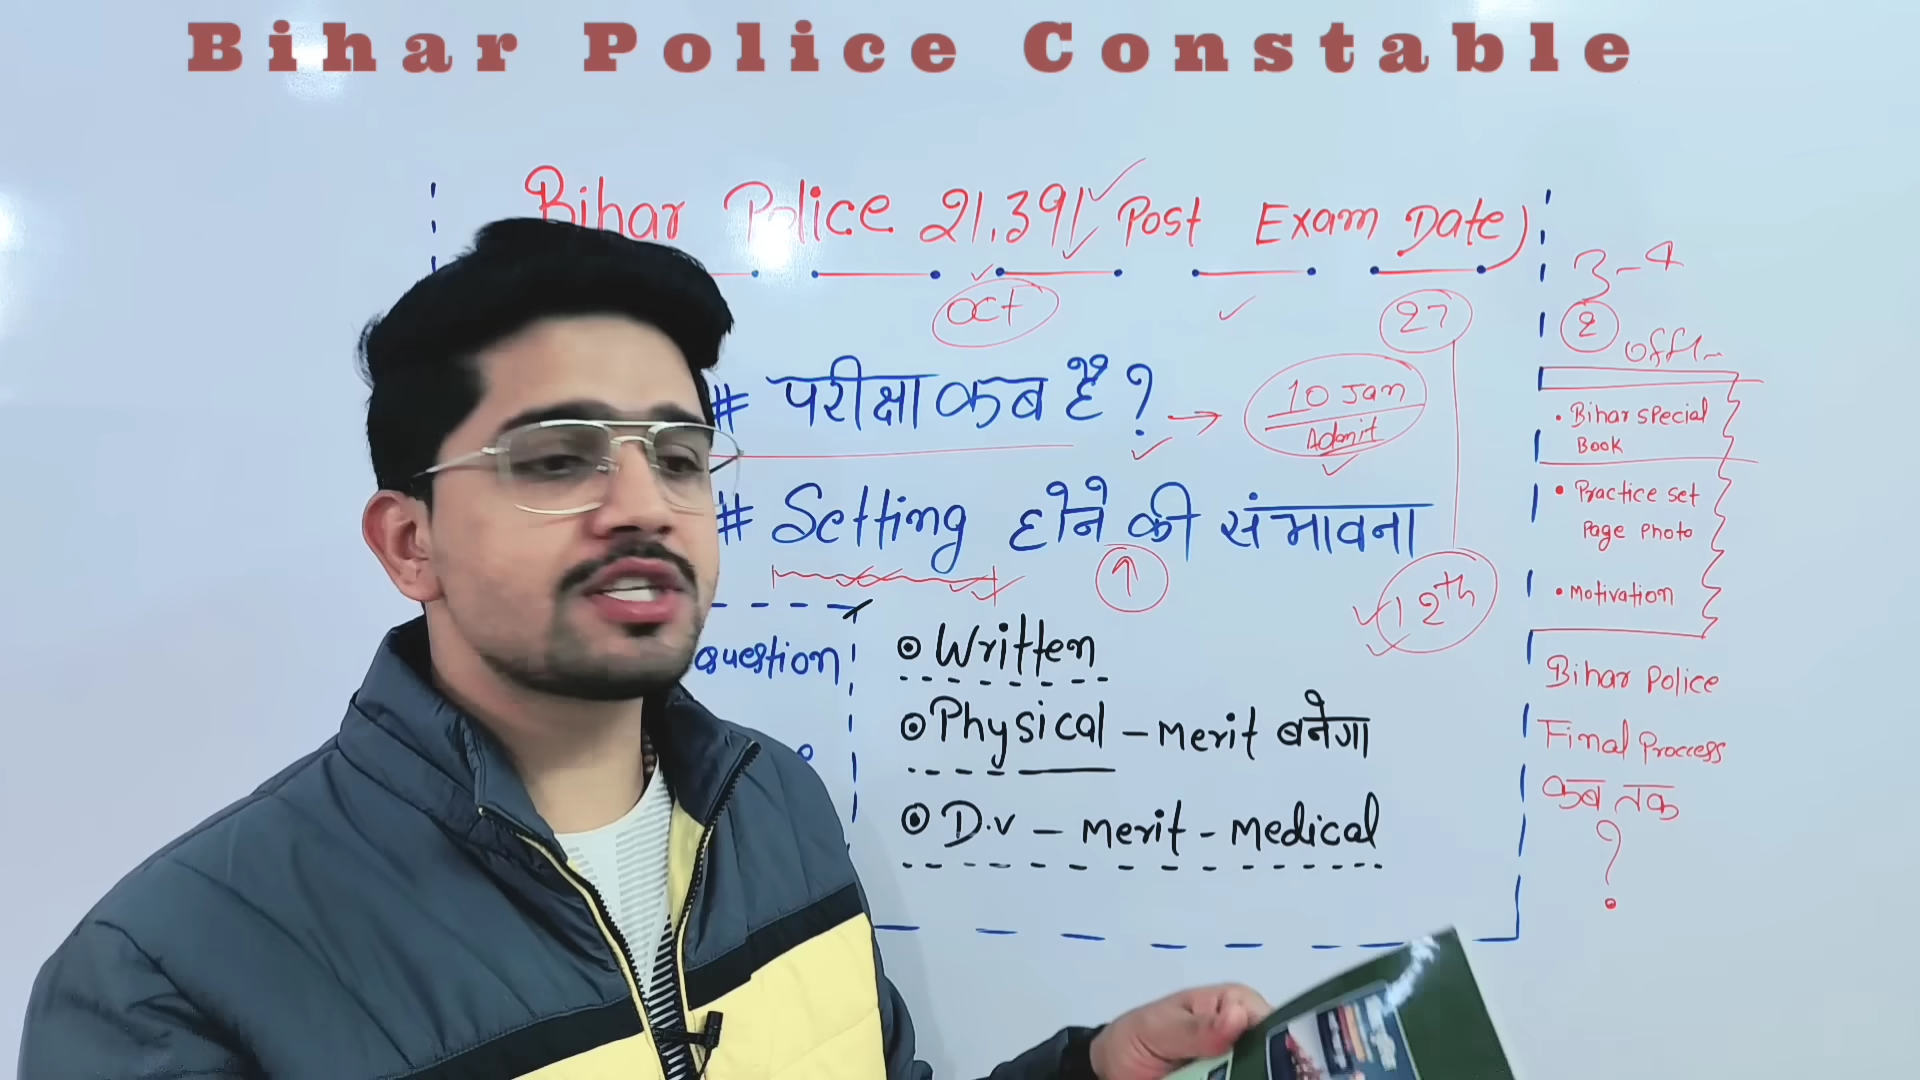 Bihar Police Constable
Bihar Police 21,391 Post Exam Date)
Oct
27
# परीक्षा कब है ?
10 Jan
Admit
# Setting होने की संभावना
12th
question
Written
Physical - merit बनेगा
D.v - merit - medical
3-4
2
• Bihar special
Book
• Practice set
Page Photo
• Motivation
Bihar Police
Final Proccess
कब तक
?